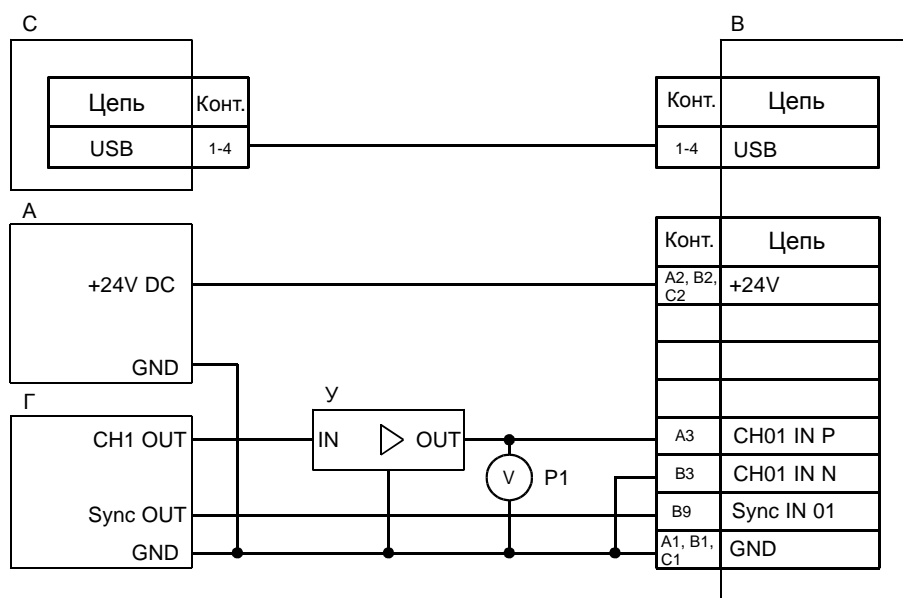 С
В
Цепь
Конт.
USB
1-4
Конт.
Цепь
1-4
USB
А
+24V DC
GND
Конт.
Цепь
A2, B2,
C2
+24V
Г
CH1 OUT
Sync OUT
GND
У
IN
OUT
V
P1
A3
CH01 IN P
B3
CH01 IN N
B9
Sync IN 01
A1, B1,
C1
GND